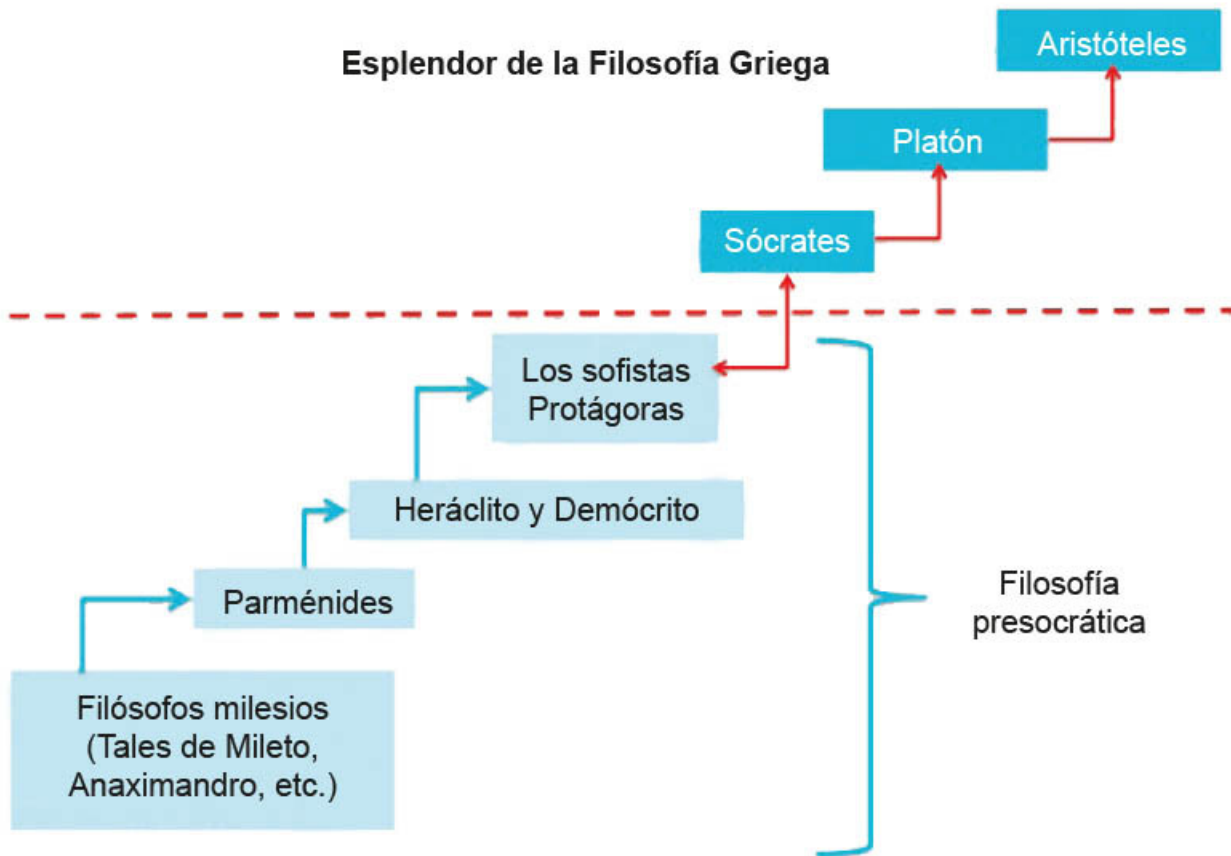 Esplendor de la Filosofía Griega
Aristóteles
Platón
Sócrates
Los sofistas
Protágoras
Heráclito y Demócrito
Parménides
Filósofos milesios
(Tales de Mileto,
Anaximandro, etc.)
Filosofía
presocrática